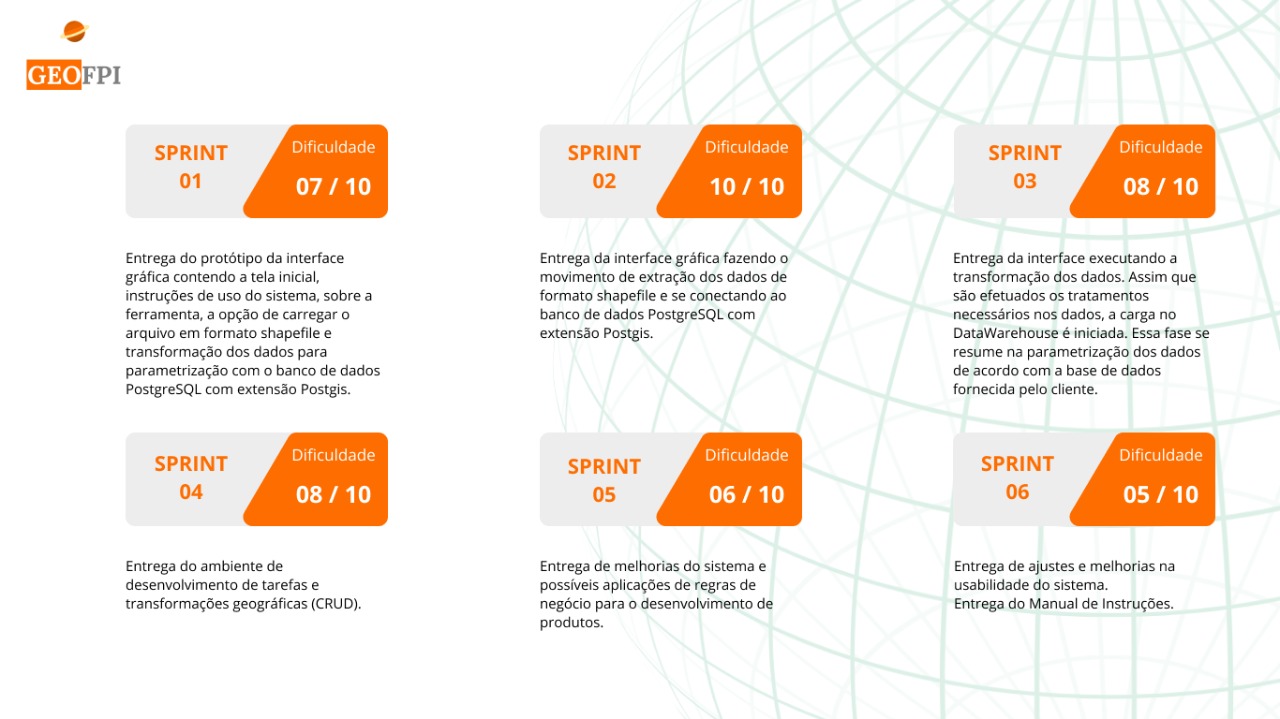 GEOFPI
SPRINT
01
Dificuldade
07 / 10
Entrega do protótipo da interface
gráfica contendo a tela inicial,
instruções de uso do sistema, sobre a
ferramenta, a opção de carregar o
arquivo em formato shapefile e
transformação dos dados para
parametrização com o banco de dados
PostgreSQL com extensão Postgis.
SPRINT
02
Dificuldade
10 / 10
Entrega da interface gráfica fazendo o
movimento de extração dos dados de
formato shapefile e se conectando ao
banco de dados PostgreSQL com
extensão Postgis.
SPRINT
03
Dificuldade
08 / 10
Entrega da interface executando a
transformação dos dados. Assim que
são efetuados os tratamentos
necessários nos dados, a carga no
DataWarehouse é iniciada. Essa fase se
resume na parametrização dos dados
de acordo com a base de dados
fornecida pelo cliente.
SPRINT
04
Dificuldade
08 / 10
Entrega do ambiente de
desenvolvimento de tarefas e
transformações geográficas (CRUD).
SPRINT
05
Dificuldade
06 / 10
Entrega de melhorias do sistema e
possíveis aplicações de regras de
negócio para o desenvolvimento de
produtos.
SPRINT
06
Dificuldade
05 / 10
Entrega de ajustes e melhorias na
usabilidade do sistema.
Entrega do Manual de Instruções.